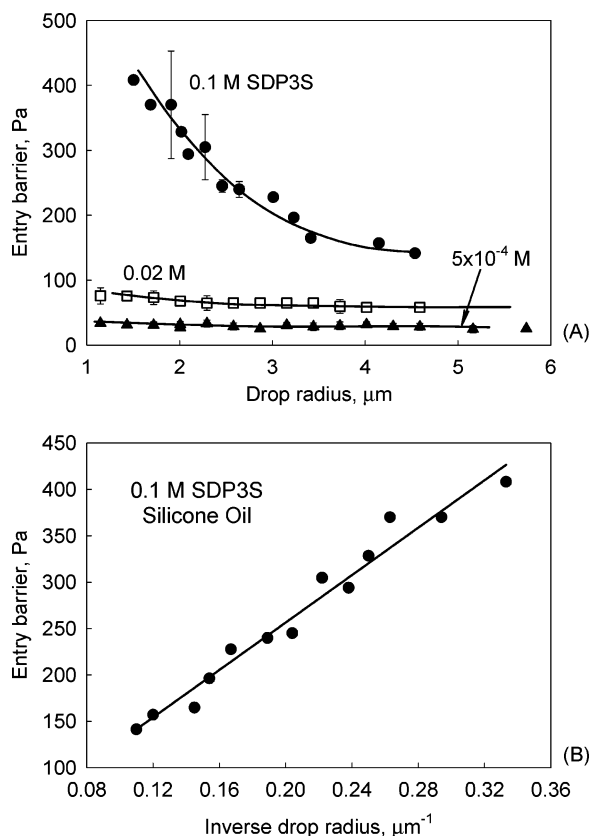 500
400
300
200
100
0
Entry barrier, Pa
0.1 M SDP3S
0.02 M
5x10⁻⁴ M
1 2 3 4 5 6
Drop radius, μm
(A)
450
400
350
300
250
200
150
100
Entry barrier, Pa
0.1 M SDP3S
Silicone Oil
0.08 0.12 0.16 0.20 0.24 0.28 0.32 0.36
Inverse drop radius, μm⁻¹
(B)